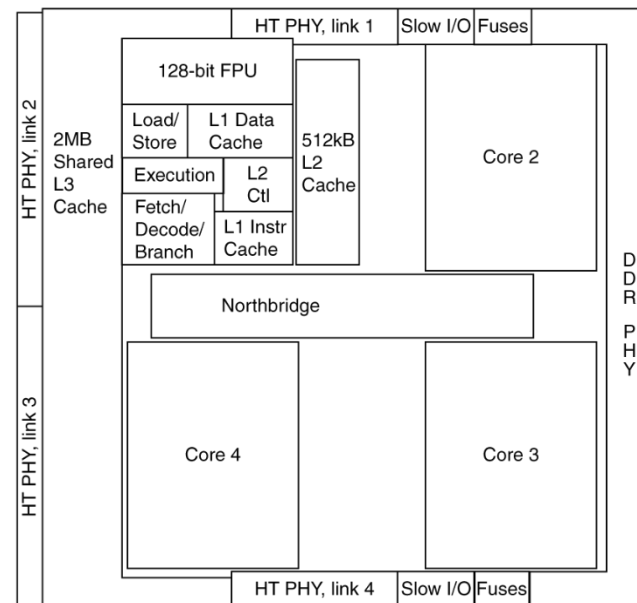 HT PHY, link 1
Slow I/O
Fuses
HT PHY, link 2
2MB
Shared
L3
Cache
128-bit FPU
Load/
Store
L1 Data
Cache
Execution
L2
Ctl
Fetch/
Decode/
Branch
L1 Instr
Cache
512kB
L2
Cache
Core 2
Northbridge
DDR PHY
HT PHY, link 3
Core 4
Core 3
HT PHY, link 4
Slow I/O
Fuses